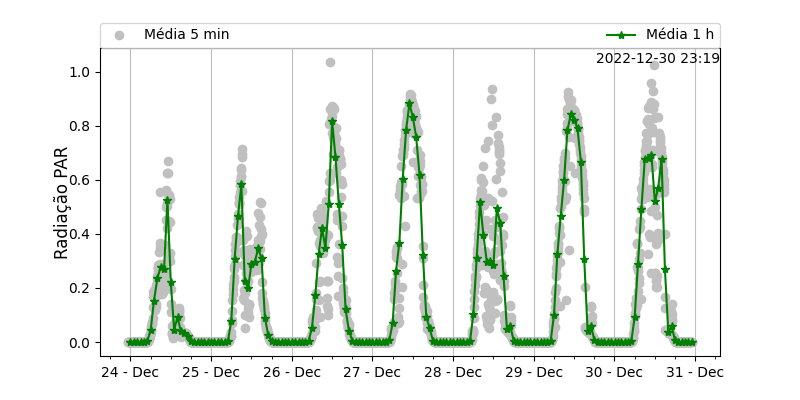 Média 5 min
Média 1 h
2022-12-30 23:19
Radiação PAR
1.0
0.8
0.6
0.4
0.2
0.0
24 - Dec
25 - Dec
26 - Dec
27 - Dec
28 - Dec
29 - Dec
30 - Dec
31 - Dec